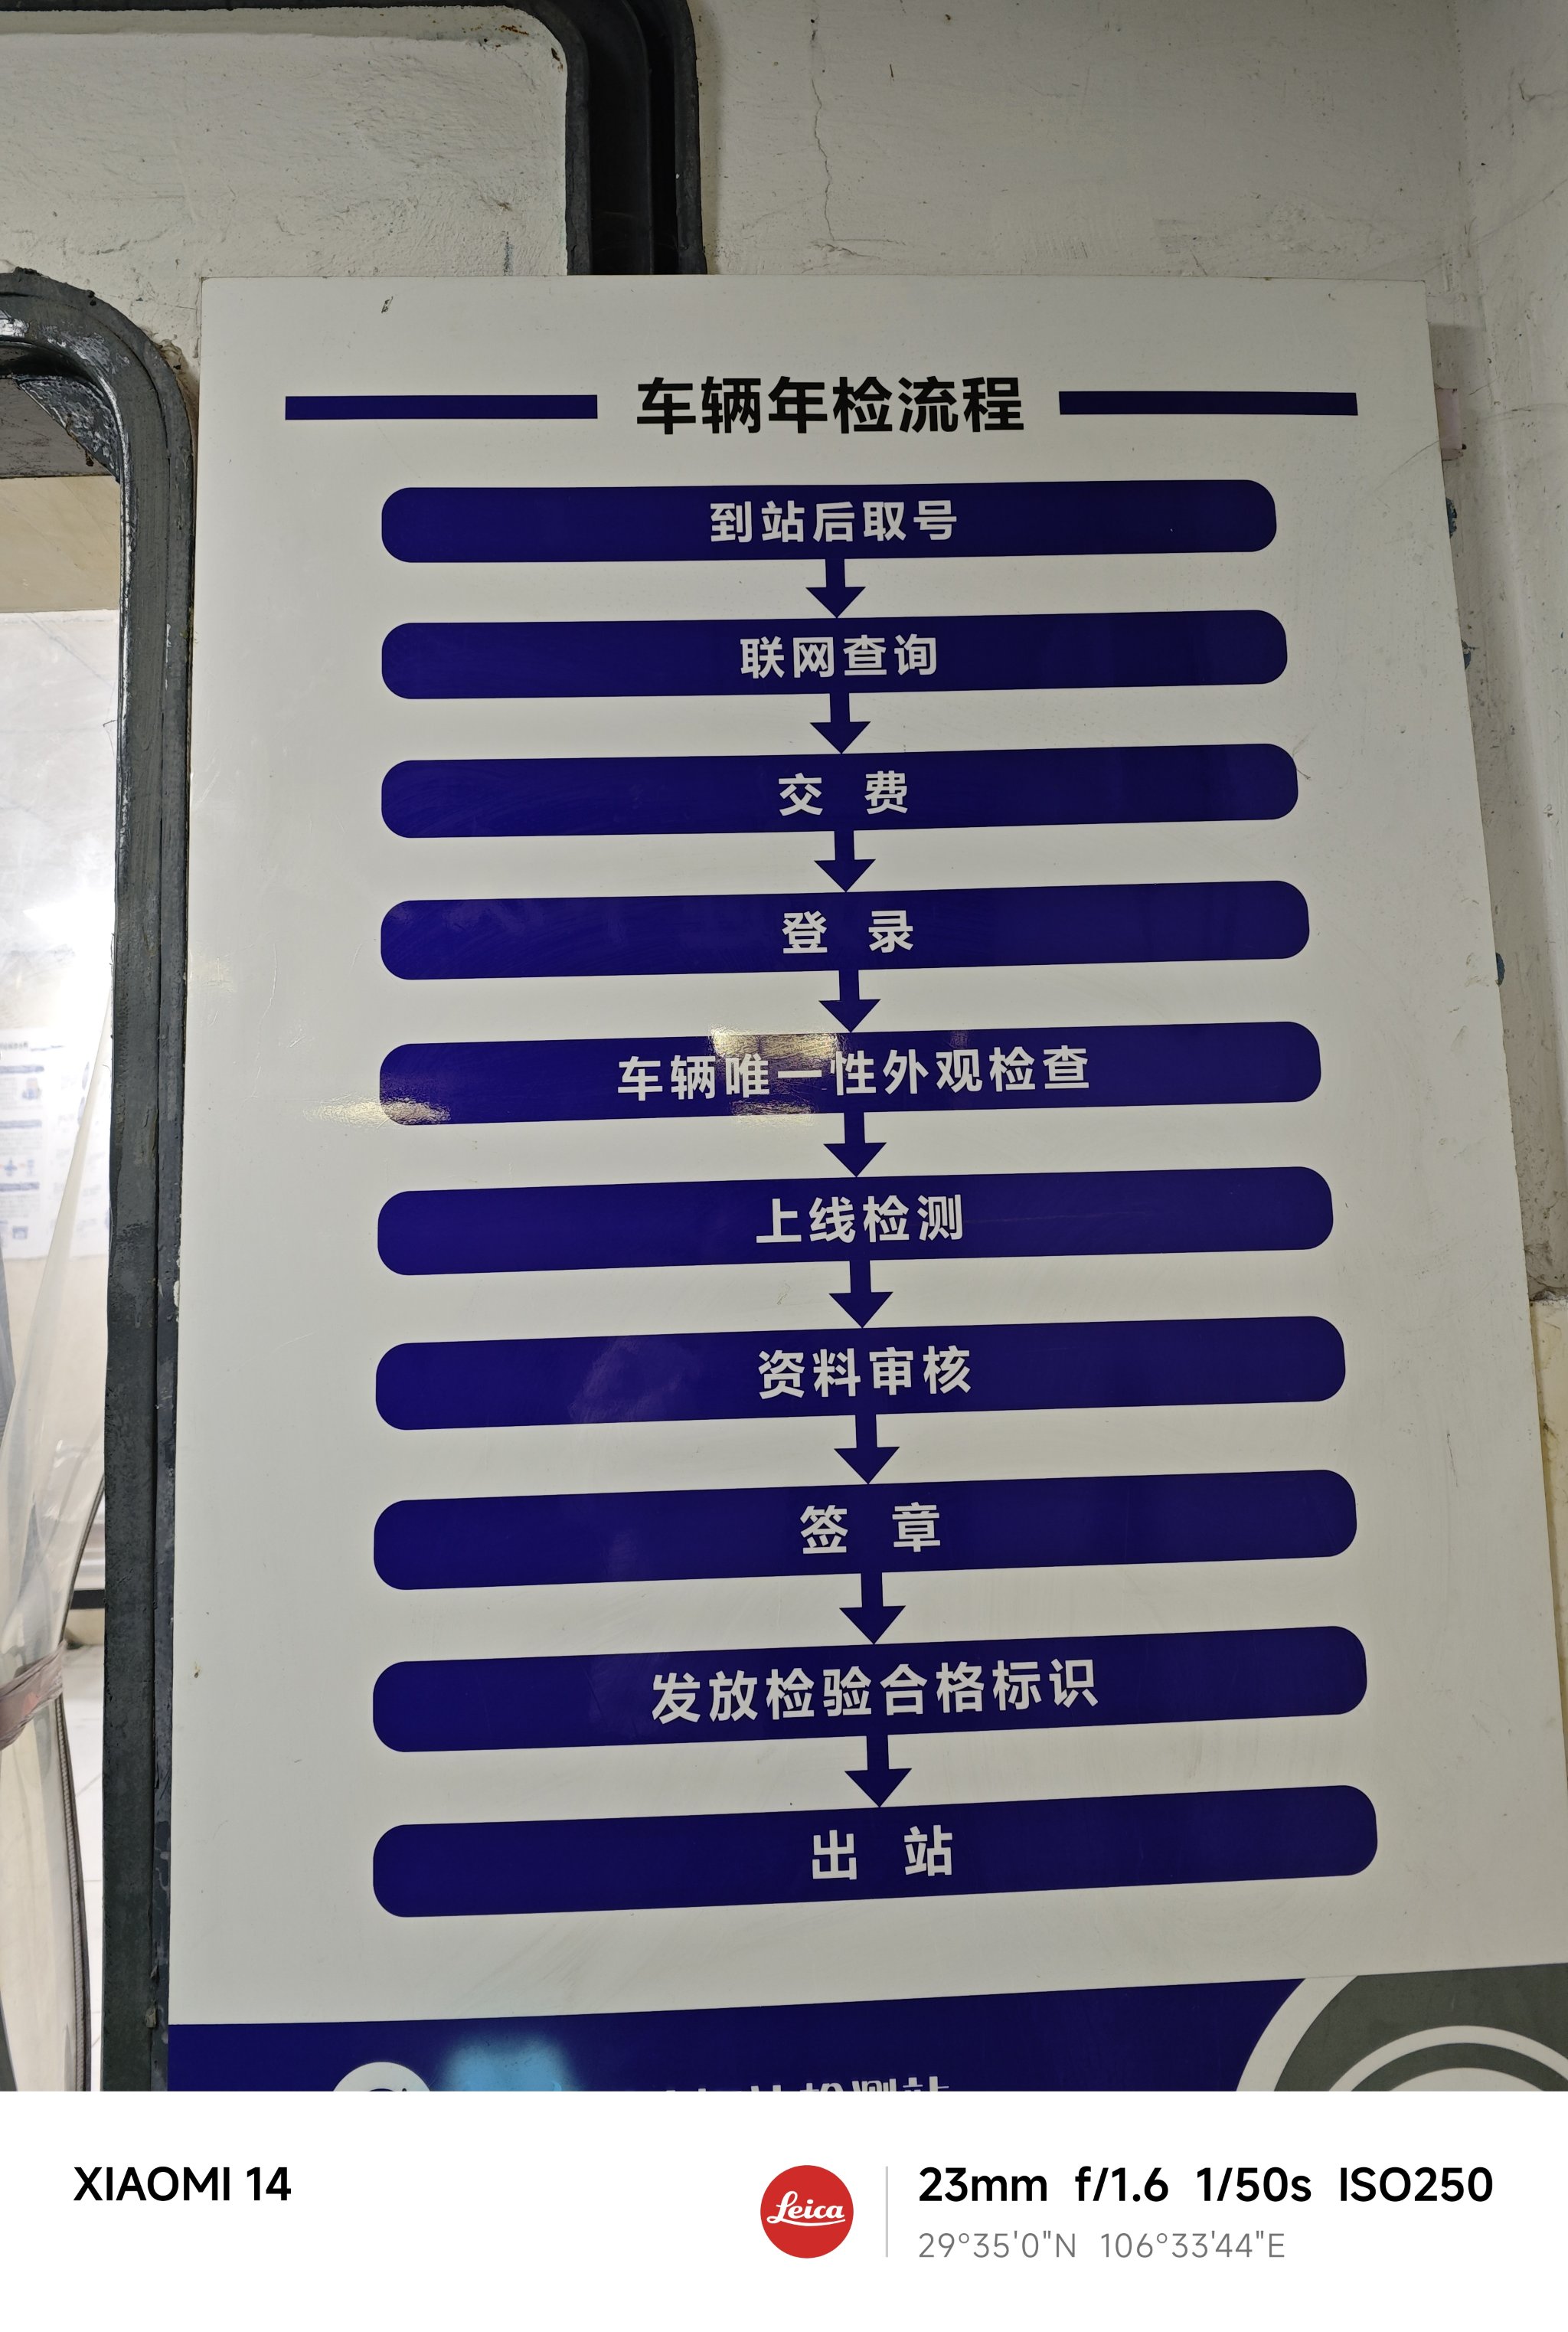 车辆年检流程
到站后取号
联网查询
交 费
登 录
车辆唯一性外观检查
上线检测
资料审核
签 章
发放检验合格标识
出 站
XIAOMI 14
Leica
23mm f/1.6 1/50s ISO250
29°35'0"N 106°33'44"E